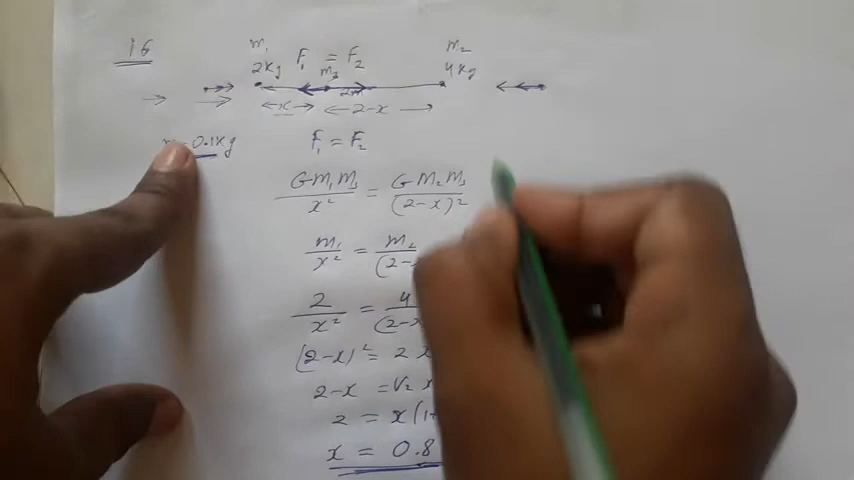 16
m₁ m₂
2kg F₁ = F₂ 4kg
m₃
x 2-x
0.1kg F₁ = F₂
Gm₁m₃/x² = Gm₂m₃/(2-x)²
m₁/x² = m₂/(2-
2/x² = 4/(2-
(2-x)² = 2
2-x = √2 x
2 = x(1+
x = 0.8